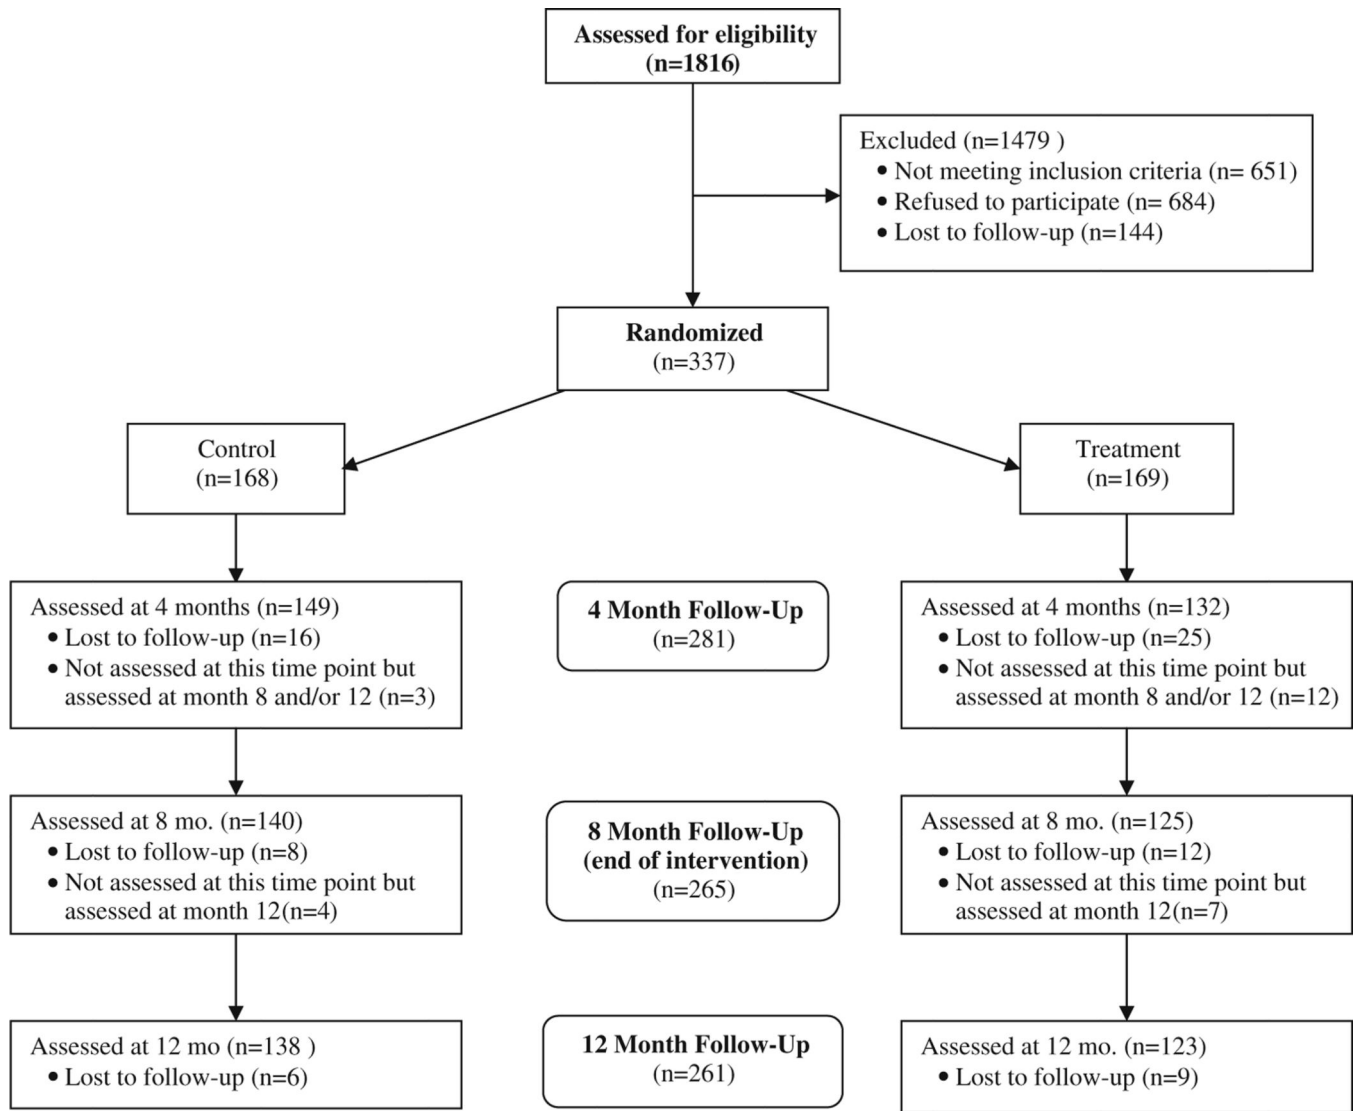 Assessed for eligibility
(n=1816)
Excluded (n=1479 )
• Not meeting inclusion criteria (n= 651)
• Refused to participate (n= 684)
• Lost to follow-up (n=144)
Randomized
(n=337)
Control
(n=168)
Treatment
(n=169)
Assessed at 4 months (n=149)
• Lost to follow-up (n=16)
• Not assessed at this time point but
assessed at month 8 and/or 12 (n=3)
4 Month Follow-Up
(n=281)
Assessed at 4 months (n=132)
• Lost to follow-up (n=25)
• Not assessed at this time point but
assessed at month 8 and/or 12 (n=12)
Assessed at 8 mo. (n=140)
• Lost to follow-up (n=8)
• Not assessed at this time point but
assessed at month 12(n=4)
8 Month Follow-Up
(end of intervention)
(n=265)
Assessed at 8 mo. (n=125)
• Lost to follow-up (n=12)
• Not assessed at this time point but
assessed at month 12(n=7)
Assessed at 12 mo (n=138 )
• Lost to follow-up (n=6)
12 Month Follow-Up
(n=261)
Assessed at 12 mo. (n=123)
• Lost to follow-up (n=9)